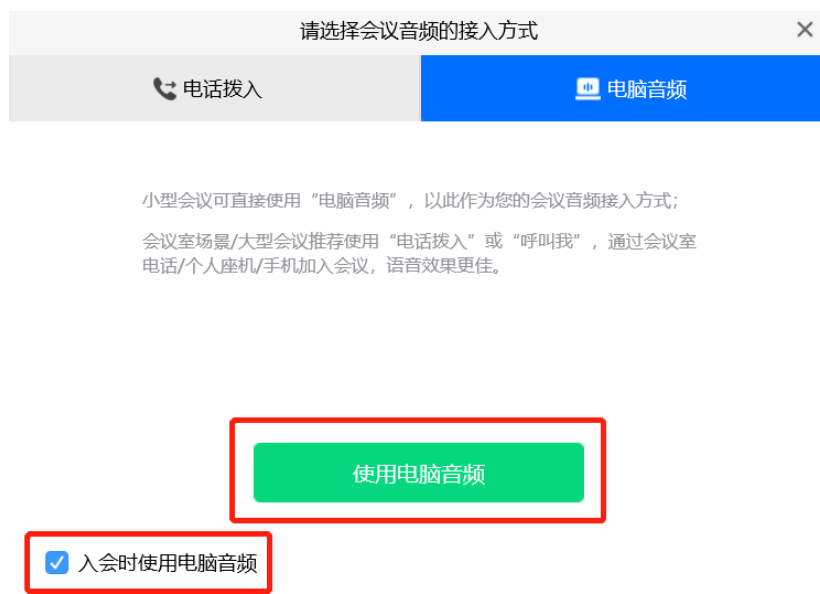 请选择会议音频的接入方式
电话拨入
电脑音频
小型会议可直接使用“电脑音频”，以此作为您的会议音频接入方式；
会议室场景/大型会议推荐使用“电话拨入”或“呼叫我”，通过会议室
电话/个人座机/手机加入会议，语音效果更佳。
使用电脑音频
入会时使用电脑音频